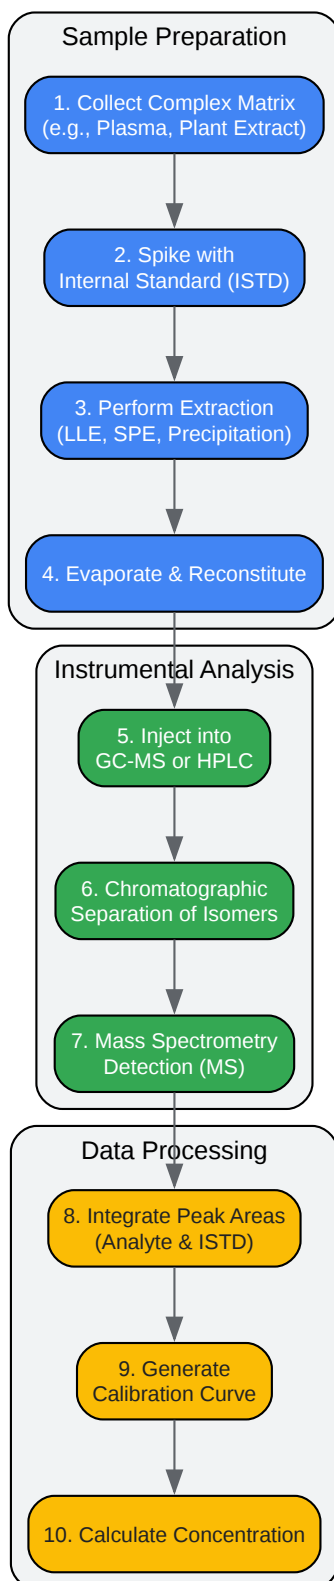 Sample Preparation
1. Collect Complex Matrix
(e.g., Plasma, Plant Extract)
2. Spike with
Internal Standard (ISTD)
3. Perform Extraction
(LLE, SPE, Precipitation)
4. Evaporate & Reconstitute
Instrumental Analysis
5. Inject into
GC-MS or HPLC
6. Chromatographic
Separation of Isomers
7. Mass Spectrometry
Detection (MS)
Data Processing
8. Integrate Peak Areas
(Analyte & ISTD)
9. Generate
Calibration Curve
10. Calculate Concentration